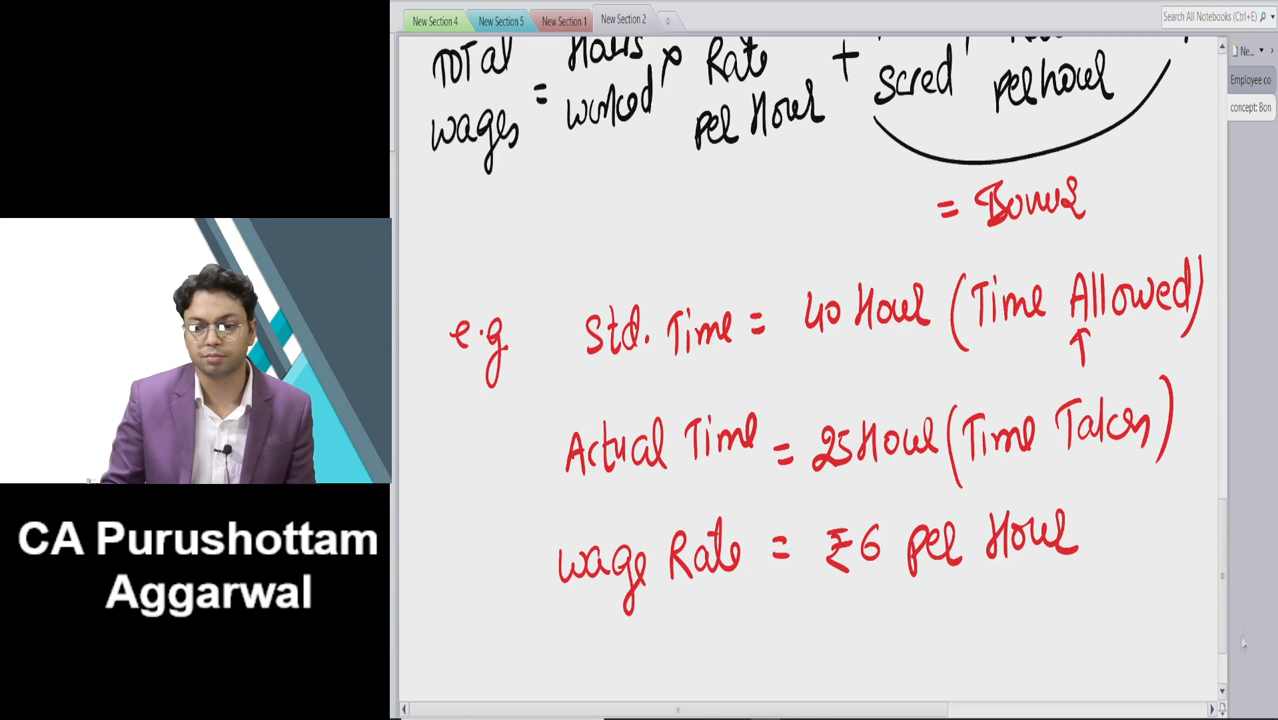 New Section 4 New Section 5 New Section 1 New Section 2
Search All Notebooks (Ctrl+E)
Ne...
Employee co
concept: Bon
Total Hours × Rate +
wages = worked per Hour saved per hour
= Bonus
e.g Std. Time = 40 Hour (Time Allowed)
Actual Time = 25 Hour (Time Taken)
wage Rate = ₹6 per Hour
CA Purushottam
Aggarwal